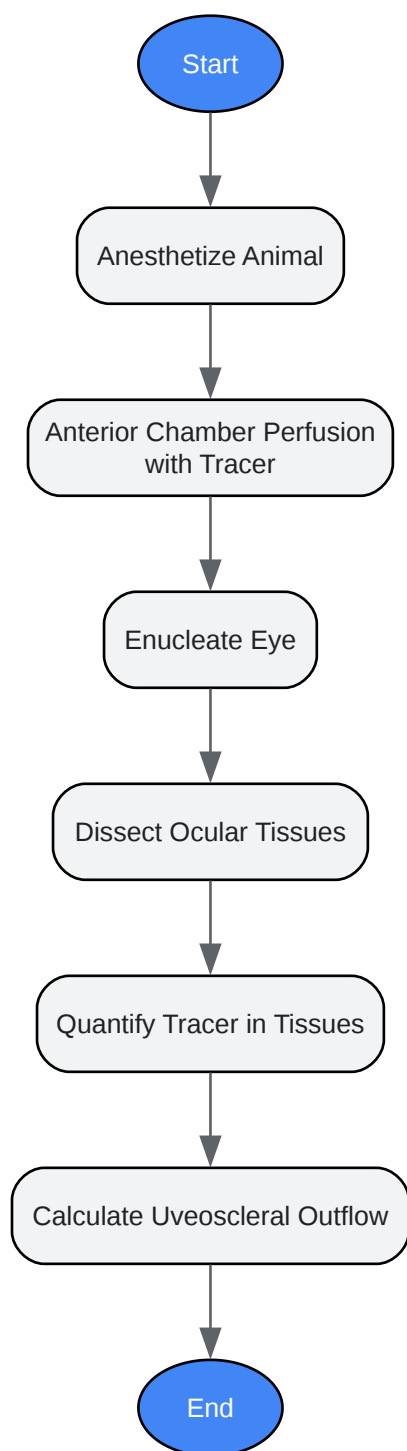 Start
Anesthetize Animal
Anterior Chamber Perfusion
with Tracer
Enucleate Eye
Dissect Ocular Tissues
Quantify Tracer in Tissues
Calculate Uveoscleral Outflow
End